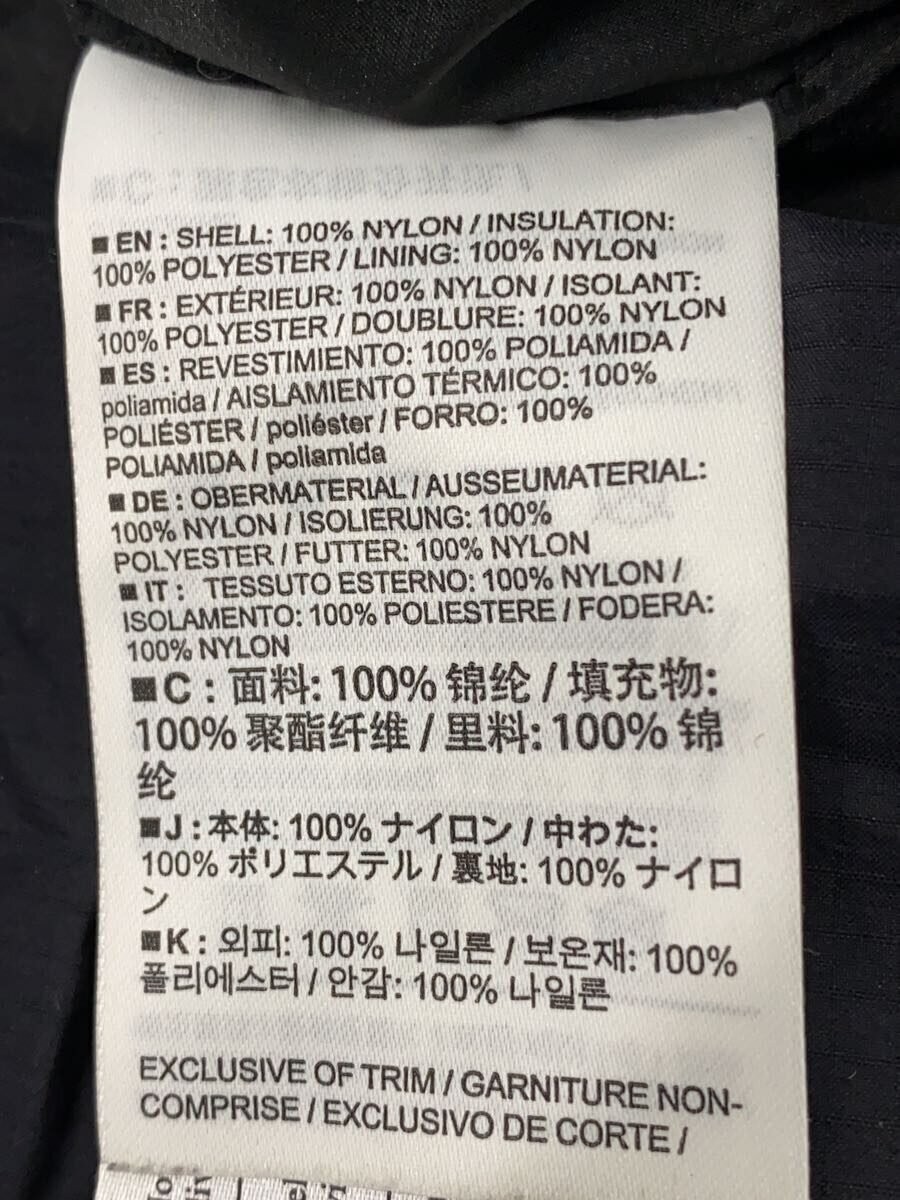 ■ EN : SHELL: 100% NYLON / INSULATION:
100% POLYESTER / LINING: 100% NYLON
■ FR : EXTÉRIEUR: 100% NYLON / ISOLANT:
100% POLYESTER / DOUBLURE: 100% NYLON
■ ES : REVESTIMIENTO: 100% POLIAMIDA /
poliamida / AISLAMIENTO TÉRMICO: 100%
POLIÉSTER / poliéster / FORRO: 100%
POLIAMIDA / poliamida
■ DE : OBERMATERIAL / AUSSEUMATERIAL:
100% NYLON / ISOLIERUNG: 100%
POLYESTER / FUTTER: 100% NYLON
■ IT : TESSUTO ESTERNO: 100% NYLON /
ISOLAMENTO: 100% POLIESTERE / FODERA:
100% NYLON
■C : 面料: 100% 锦纶 / 填充物:
100% 聚酯纤维 / 里料: 100% 锦
纶
■J : 本体: 100% ナイロン / 中わた:
100% ポリエステル / 裏地: 100% ナイロ
ン
■K : 외피: 100% 나일론 / 보온재: 100%
폴리에스터 / 안감: 100% 나일론
EXCLUSIVE OF TRIM / GARNITURE NON-
COMPRISE / EXCLUSIVO DE CORTE /